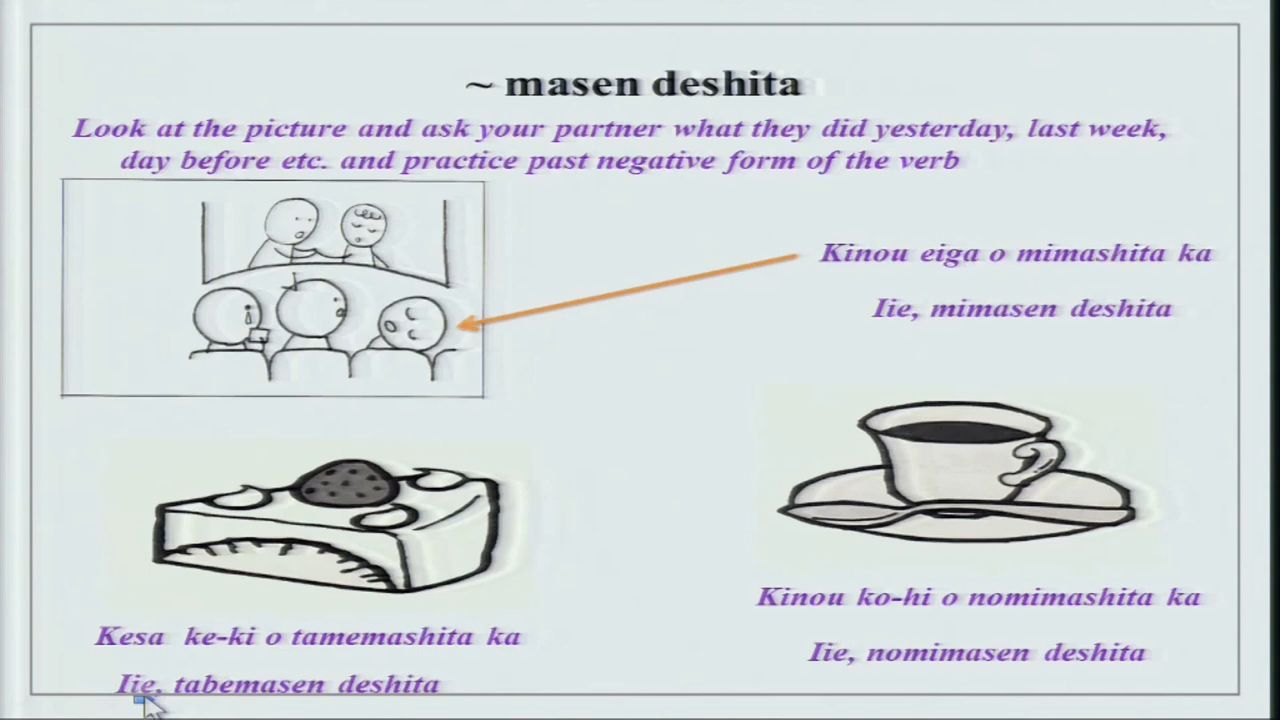 ~ masen deshita
Look at the picture and ask your partner what they did yesterday, last week,
day before etc. and practice past negative form of the verb
Kinou eiga o mimashita ka
Iie, mimasen deshita
Kinou ko-hi o nomimashita ka
Iie, nomimasen deshita
Kesa ke-ki o tamemashita ka
Iie, tabemasen deshita